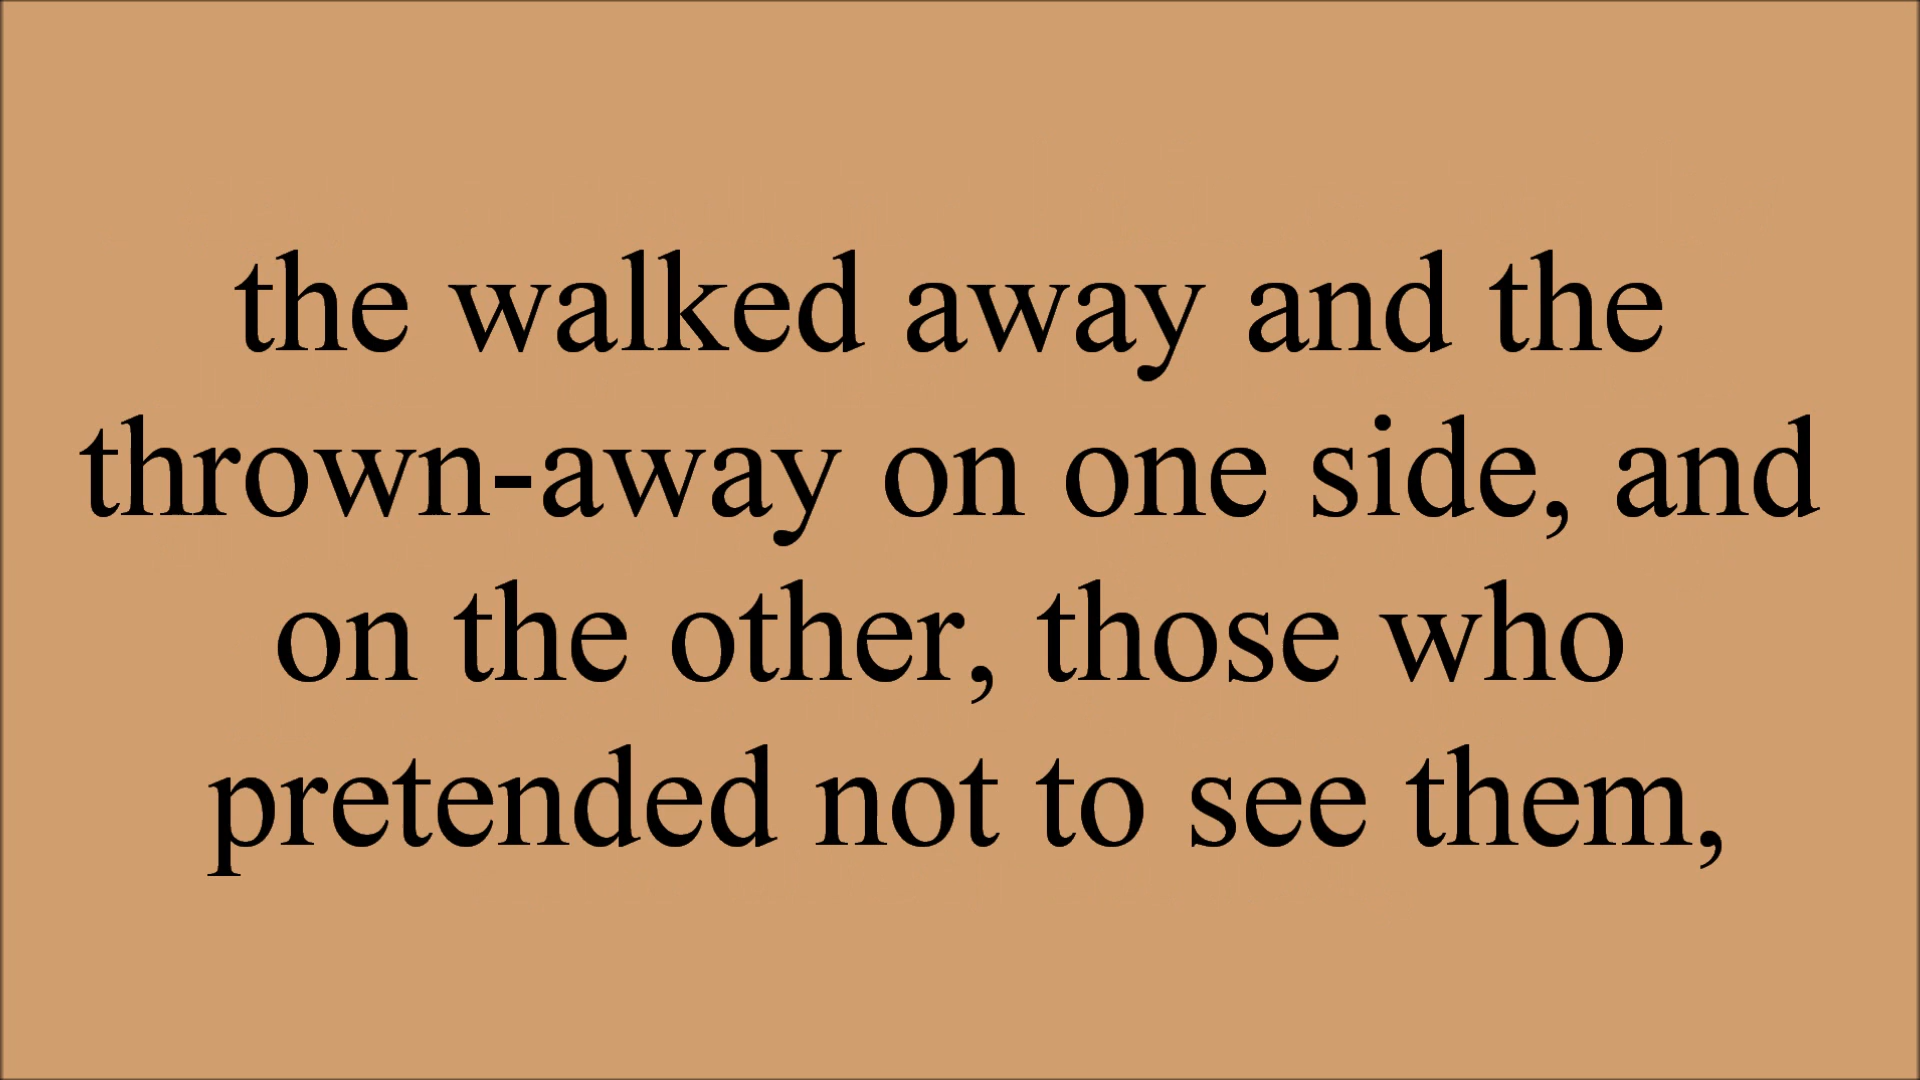 the walked away and the
thrown-away on one side, and
on the other, those who
pretended not to see them,